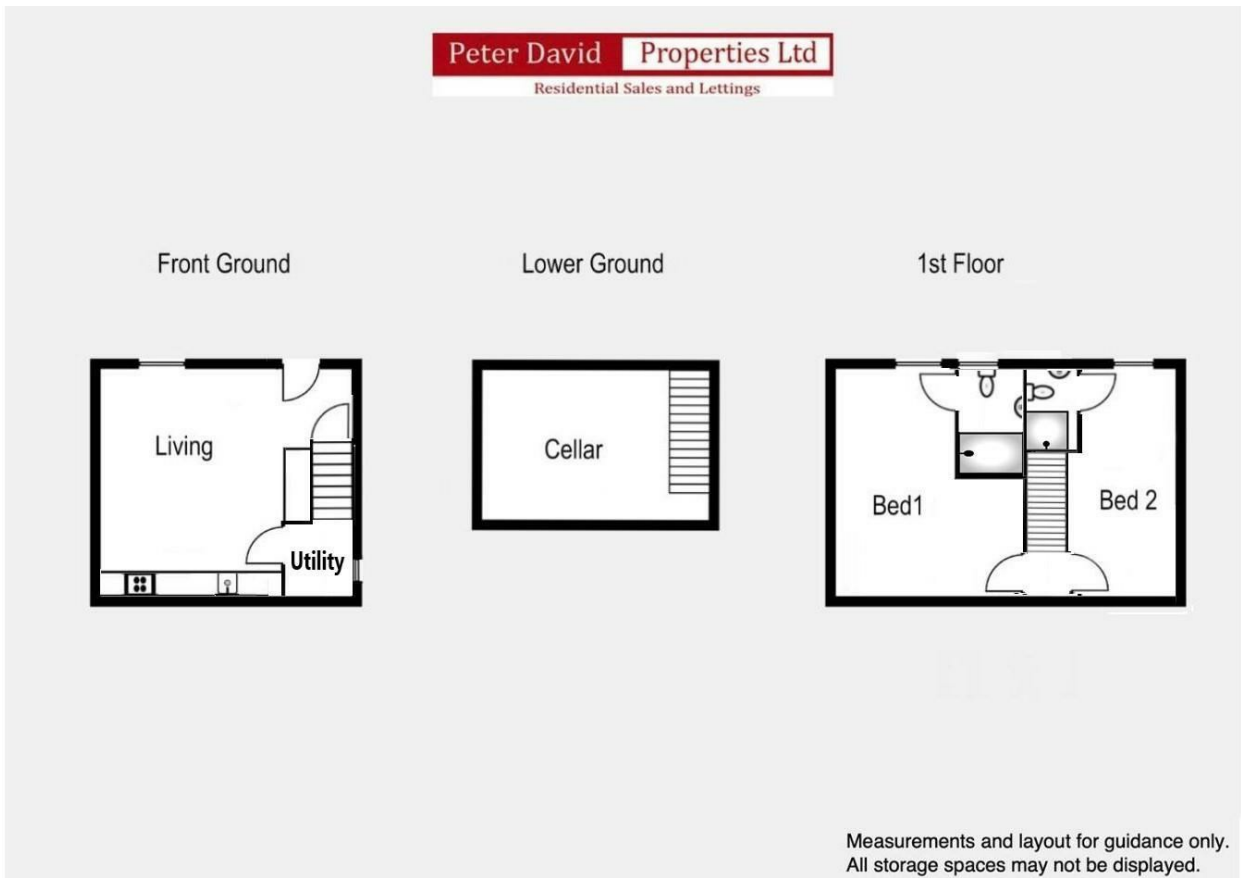 Peter David Properties Ltd
Residential Sales and Lettings
Front Ground
Lower Ground
1st Floor
Living
Utility
Cellar
Bed1
Bed 2
Measurements and layout for guidance only.
All storage spaces may not be displayed.